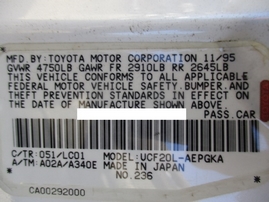 MFD.BY:TOYOTA MOTOR CORPORATION 11/95
GVWR 4750LB GAWR FR 2910LB RR 2645LB
THIS VEHICLE CONFORMS TO ALL APPLICABLE
FEDERAL MOTOR VEHICLE SAFETY,BUMPER,AND
THEFT PREVENTION STANDARDS IN EFFECT ON
THE DATE OF MANUFACTURE SHOWN ABOVE.
PASS.CAR
C/TR:051/LC01 MODEL:UCF20L-AEPGKA
A/TM:A02A/A340E MADE IN JAPAN
NO.236
CA00292000